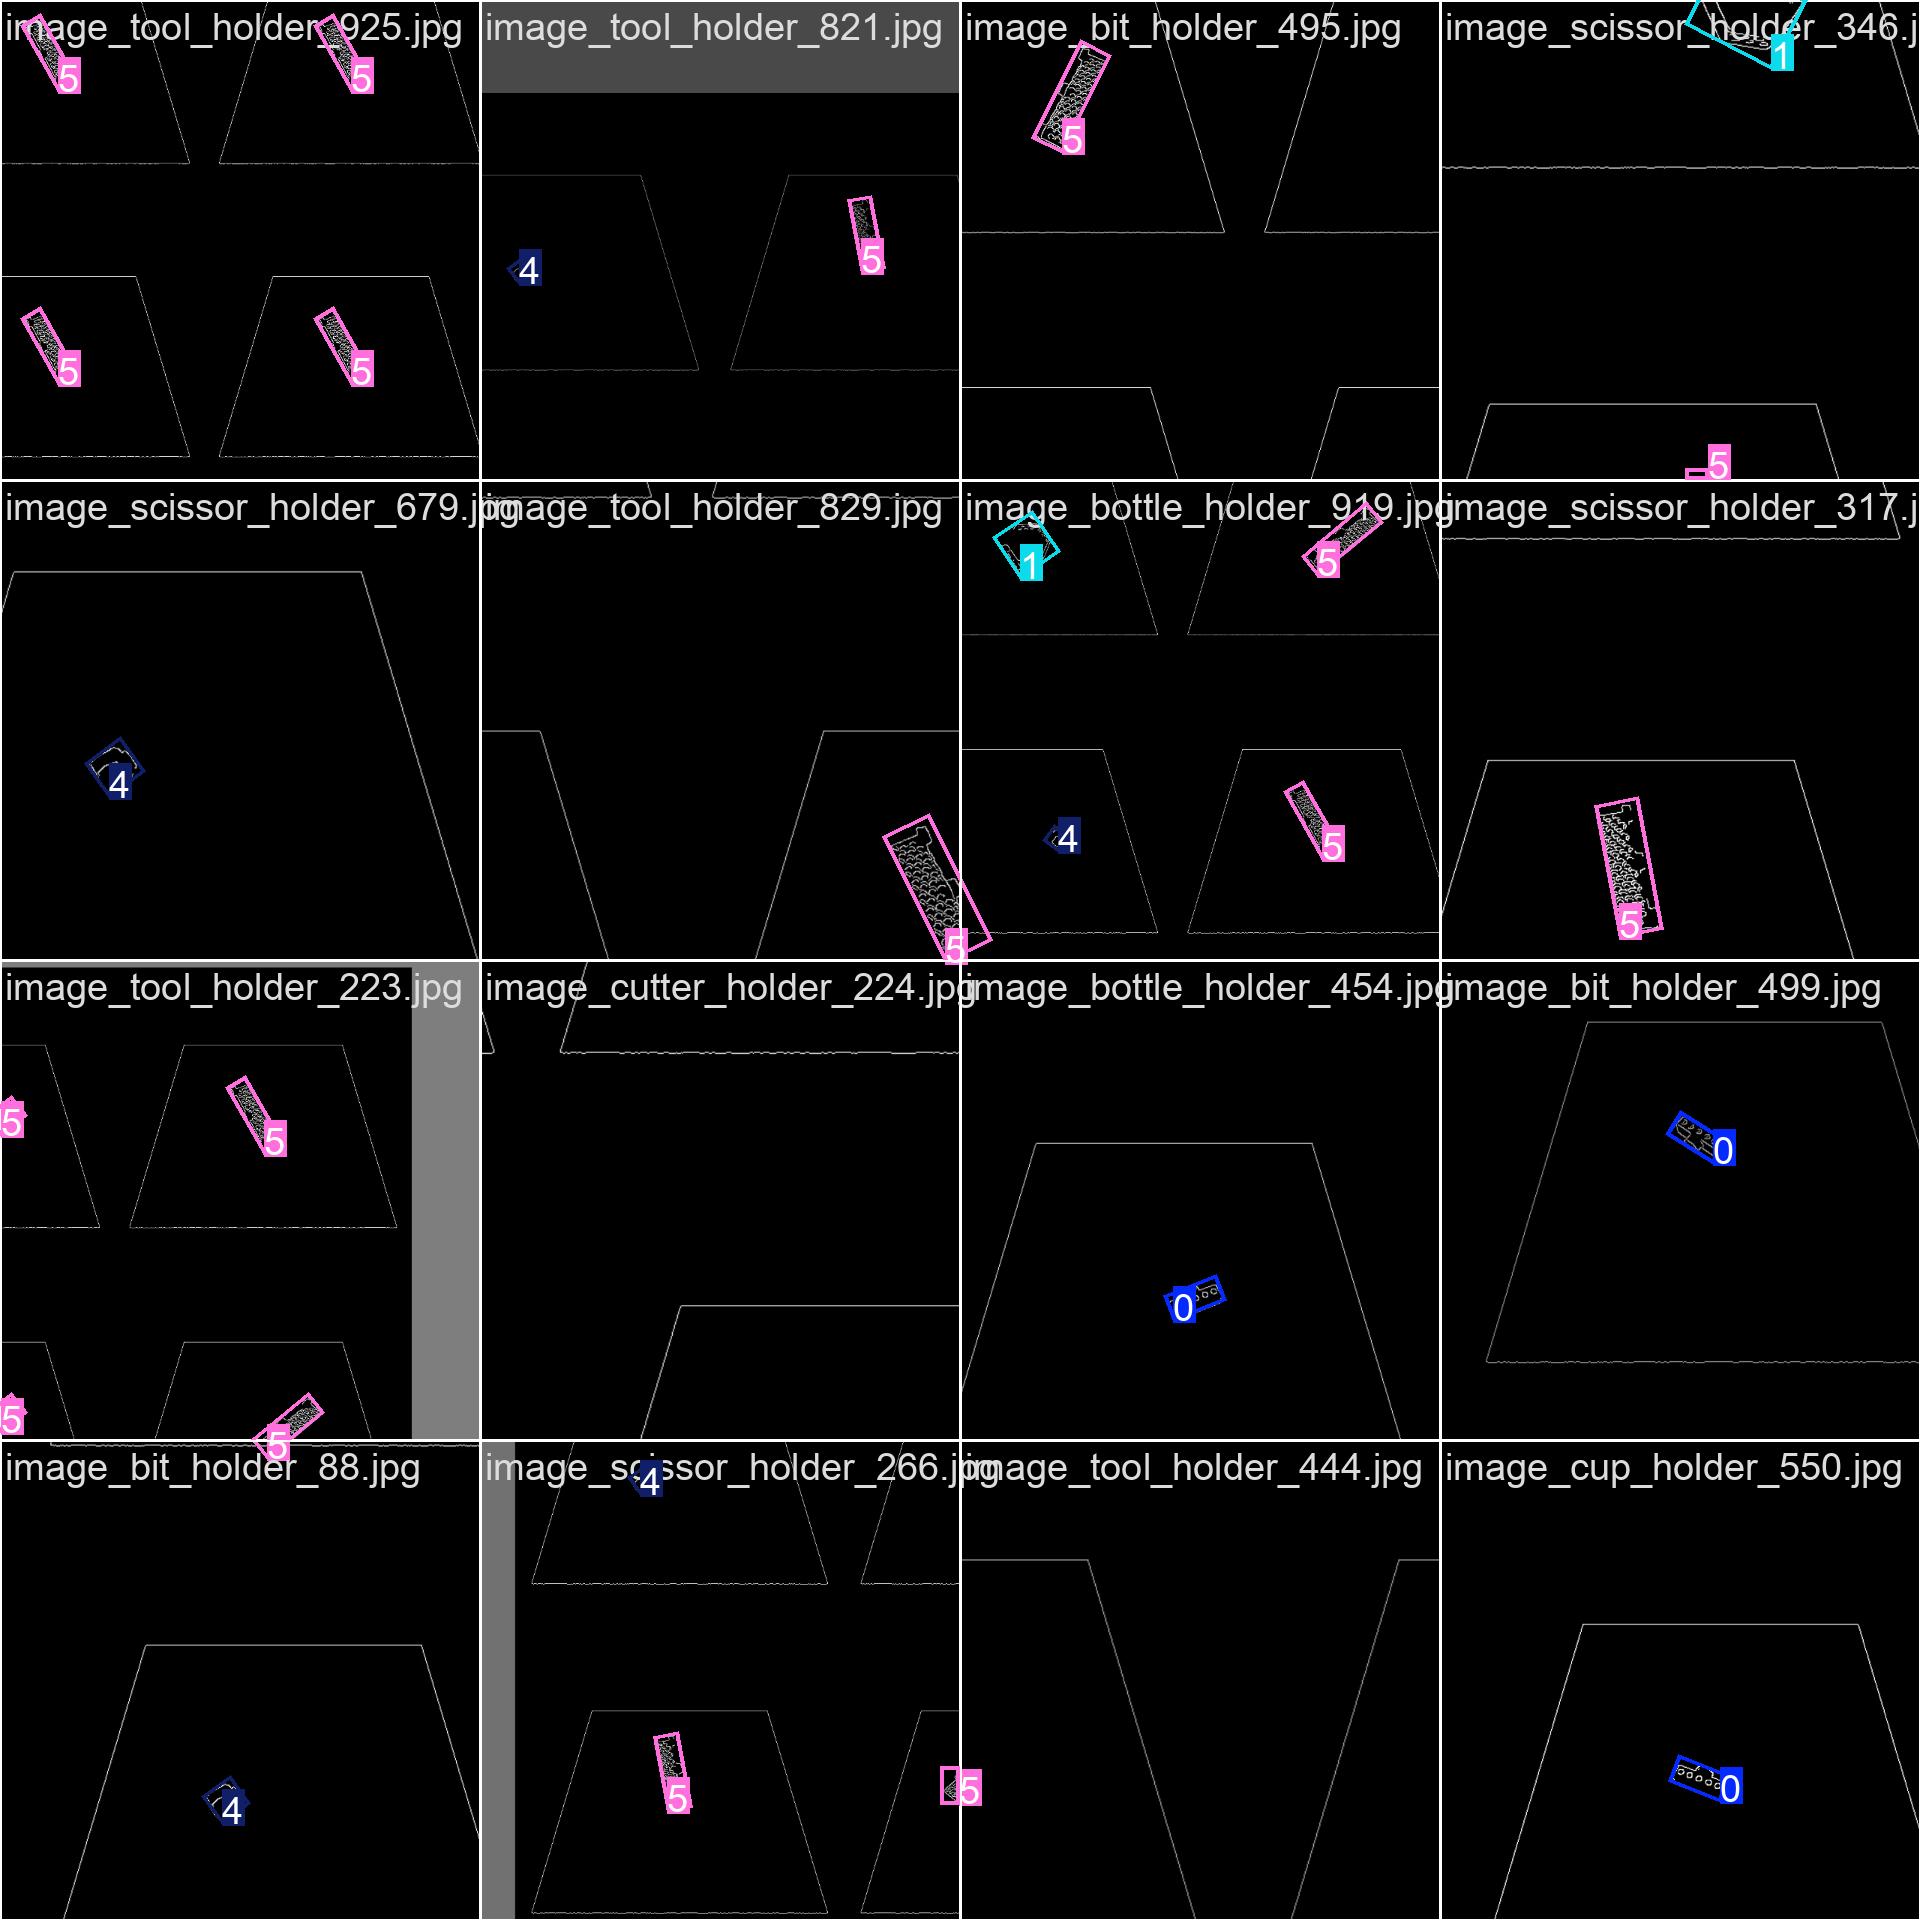 image_tool_holder_925.jpg image_tool_holder_821.jpg image_bit_holder_495.jpg image_scissor_holder_346.j
5 5 5 1
5 4
5 5 5
image_scissor_holder_679.jpg image_tool_holder_829.jpg image_bottle_holder_919.jpg image_scissor_holder_317.j
1 5
4 4 5
5 5
image_tool_holder_223.jpg image_cutter_holder_224.jpg image_bottle_holder_454.jpg image_bit_holder_499.jpg
5 5 0
0
5 5
image_bit_holder_88.jpg image_scissor_holder_266.jpg image_tool_holder_444.jpg image_cup_holder_550.jpg
4
4 5 5 0